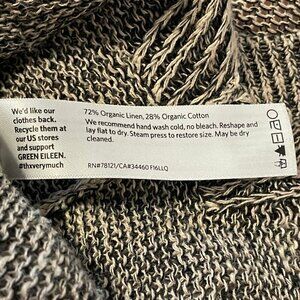 We'd like our
clothes back.
Recycle them at
our US stores
and support
GREEN EILEEN.
#thxverymuch
72% Organic Linen, 28% Organic Cotton
We recommend hand wash cold, no bleach. Reshape and
lay flat to dry. Steam press to restore size. May be dry
cleaned.
RN#78121/CA#34460 F16LLQ